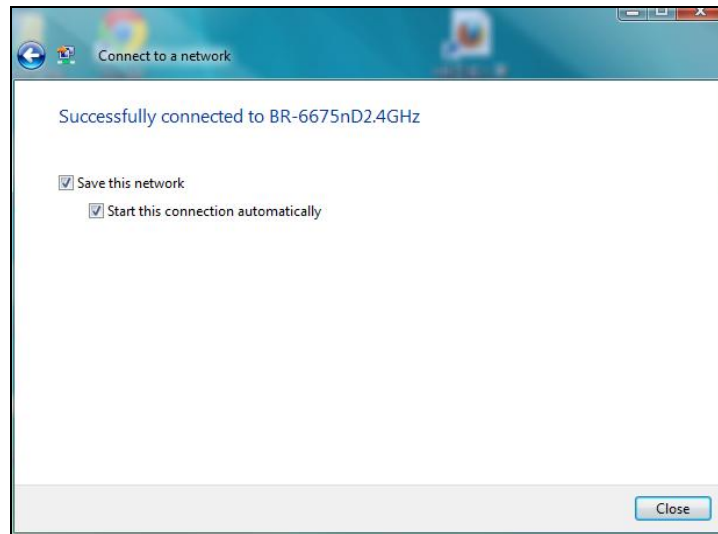 Connect to a network
Successfully connected to BR-6675nD2.4GHz
Save this network
Start this connection automatically
Close